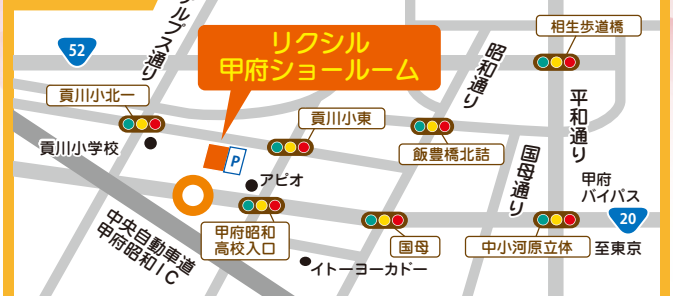 相生歩道橋
52
アルプス通り
リクシル
甲府ショールーム
昭和通り
貢川小北一
貢川小東
平和通り
貢川小学校
飯豊橋北詰
P
アピオ
国母通り
甲府
バイパス
20
甲府昭和
高校入口
国母
中小河原立体
至東京
中央自動車道
甲府昭和IC
イトーヨーカドー